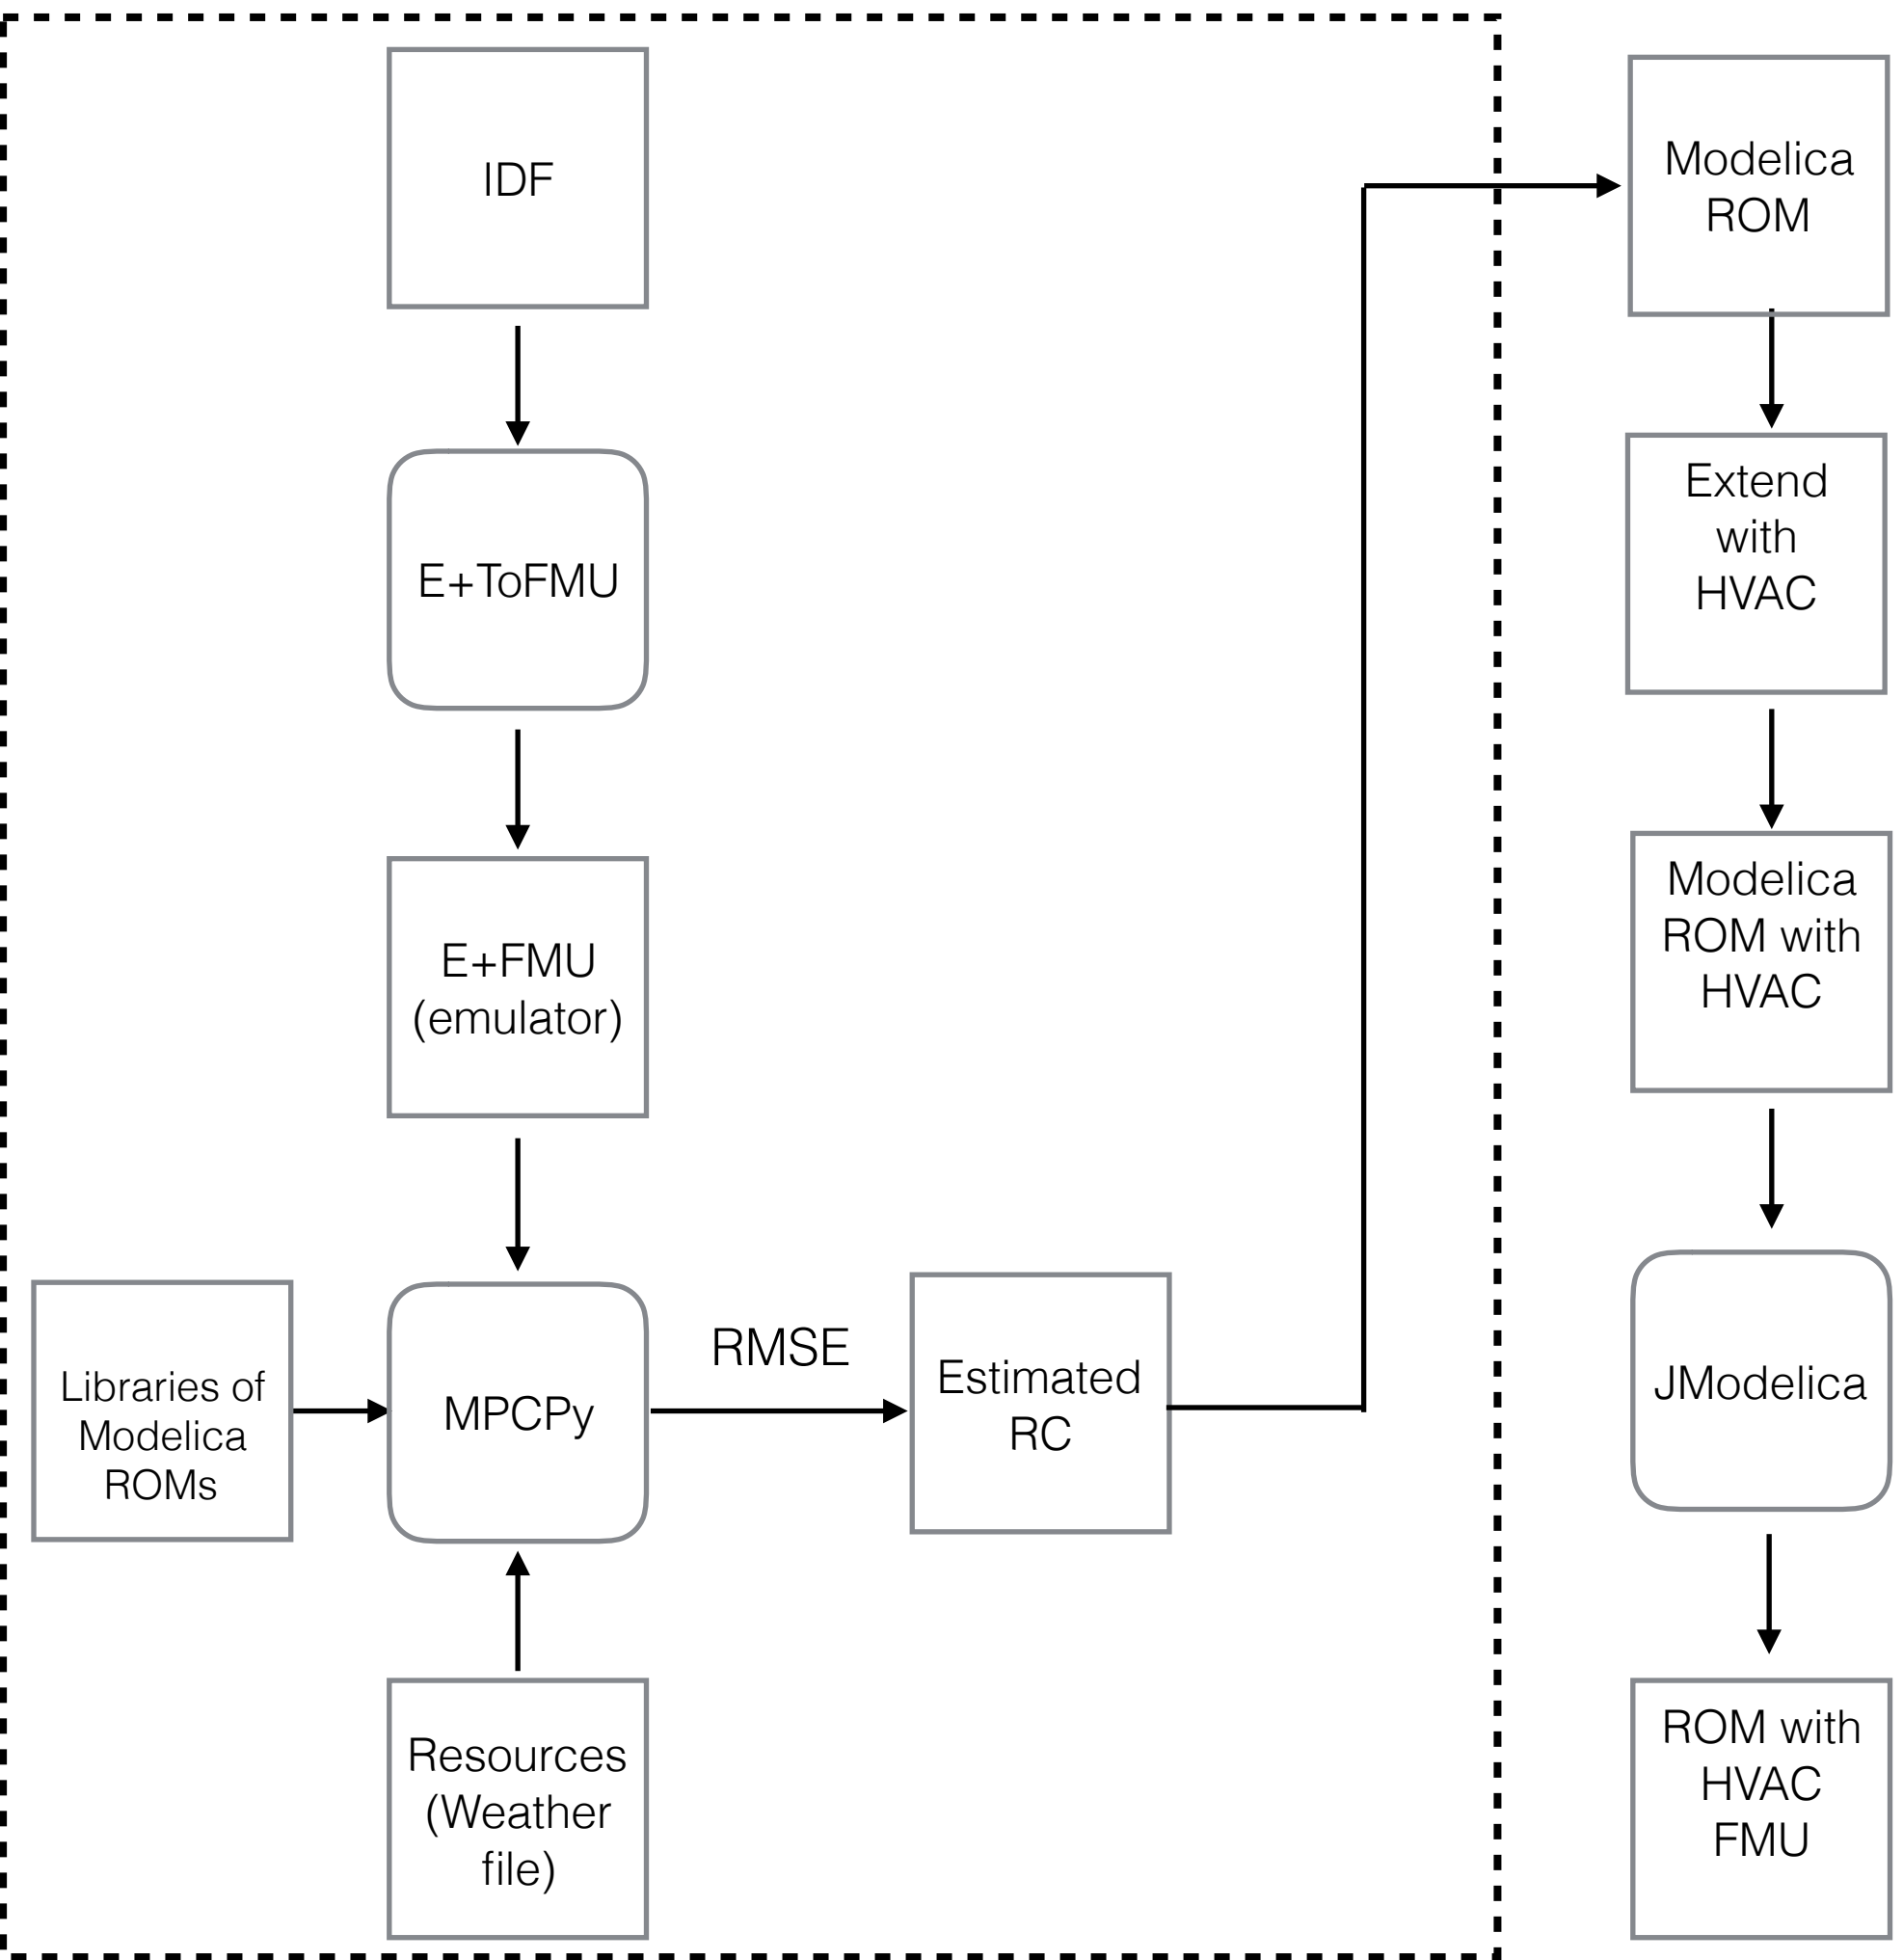 IDF
E+ToFMU
E+FMU
(emulator)
Libraries of
Modelica
ROMs
MPCPy
RMSE
Estimated
RC
Resources
(Weather
file)
Modelica
ROM
Extend
with
HVAC
Modelica
ROM with
HVAC
JModelica
ROM with
HVAC
FMU